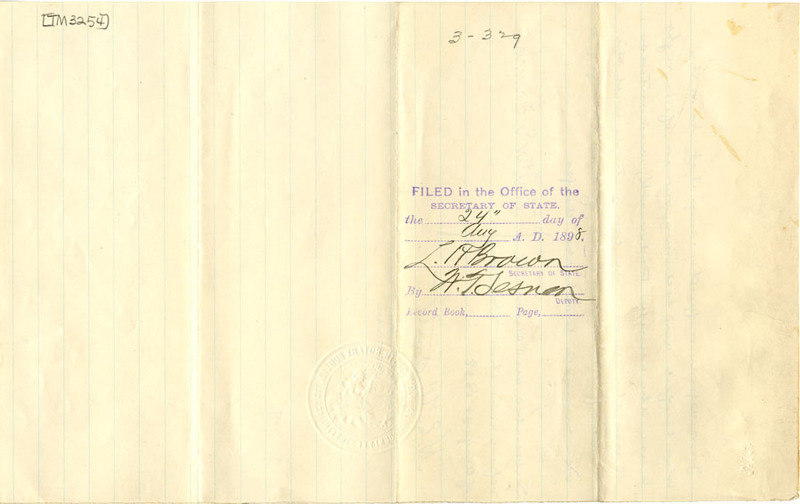 [TM3254]
3-329
FILED in the Office of the
SECRETARY OF STATE.
the 24" day of
Aug A. D. 1898.
L. H. Brown
SECRETARY OF STATE.
By
DEPUTY.
Record Book, Page,